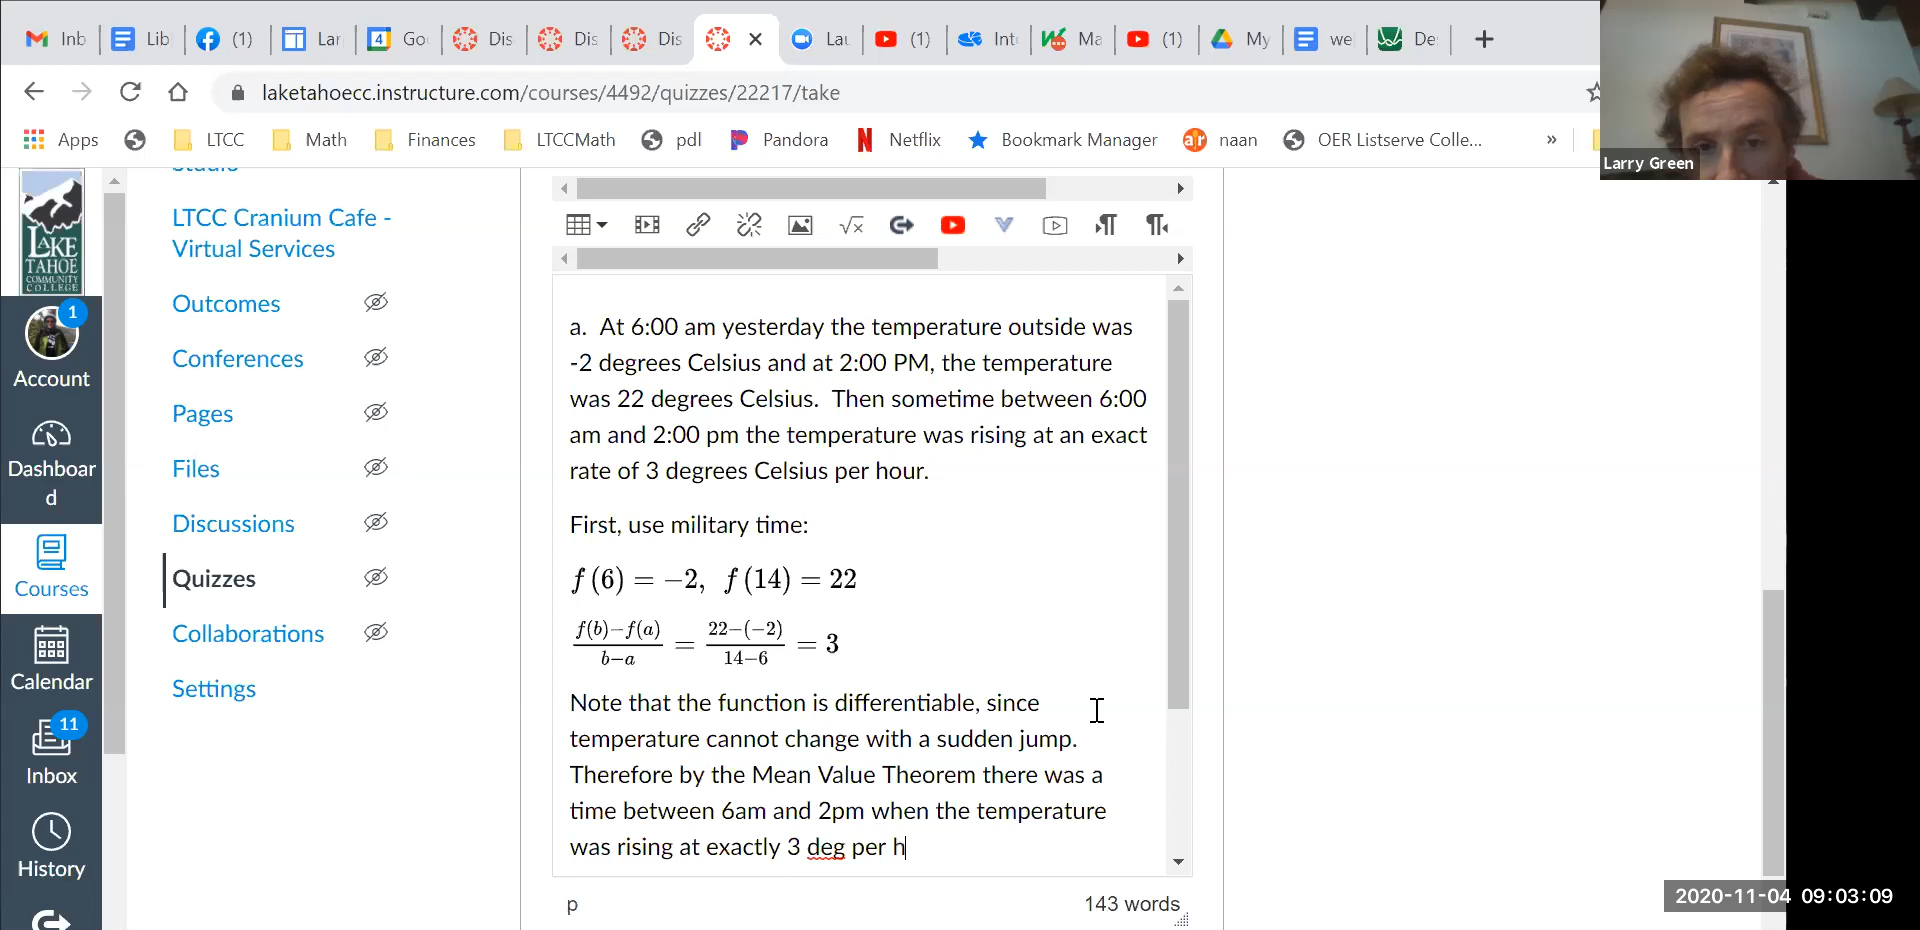 Inb
Lib
(1)
Lar
4
Go
Dis
Dis
Dis
Lau
(1)
Int
Ma
(1)
My
we
De
laketahoecc.instructure.com/courses/4492/quizzes/22217/take
Apps
LTCC
Math
Finances
LTCCMath
pdl
Pandora
Netflix
Bookmark Manager
ar
naan
OER Listserve Colle...
»
Larry Green
LAKE
TAHOE
COMMUNITY
COLLEGE
1
Account
Dashboar
d
Courses
Calendar
11
Inbox
History
LTCC Cranium Cafe -
Virtual Services
Outcomes
Conferences
Pages
Files
Discussions
Quizzes
Collaborations
Settings
a. At 6:00 am yesterday the temperature outside was
-2 degrees Celsius and at 2:00 PM, the temperature
was 22 degrees Celsius. Then sometime between 6:00
am and 2:00 pm the temperature was rising at an exact
rate of 3 degrees Celsius per hour.
First, use military time:
f(6) = −2, f(14) = 22
f(b)−f(a)/b−a = 22−(−2)/14−6 = 3
Note that the function is differentiable, since
temperature cannot change with a sudden jump.
Therefore by the Mean Value Theorem there was a
time between 6am and 2pm when the temperature
was rising at exactly 3 deg per h
p
143 words
2020-11-04 09:03:09